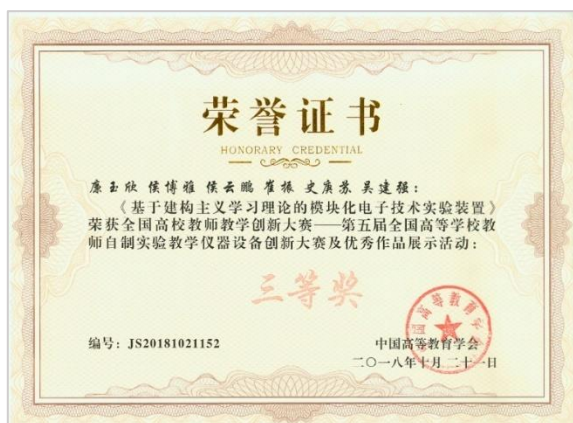 荣誉证书
HONORARY CREDENTIAL
廉玉欣 侯博雅 侯云鹏 崔振 史庾苏 吴建强：
《基于建构主义学习理论的模块化电子技术实验装置》
荣获全国高校教师教学创新大赛——第五届全国高等学校教
师自制实验教学仪器设备创新大赛及优秀作品展示活动：
三等奖
编号：JS20181021152
中国高等教育学会
二〇一八年十月二十一日